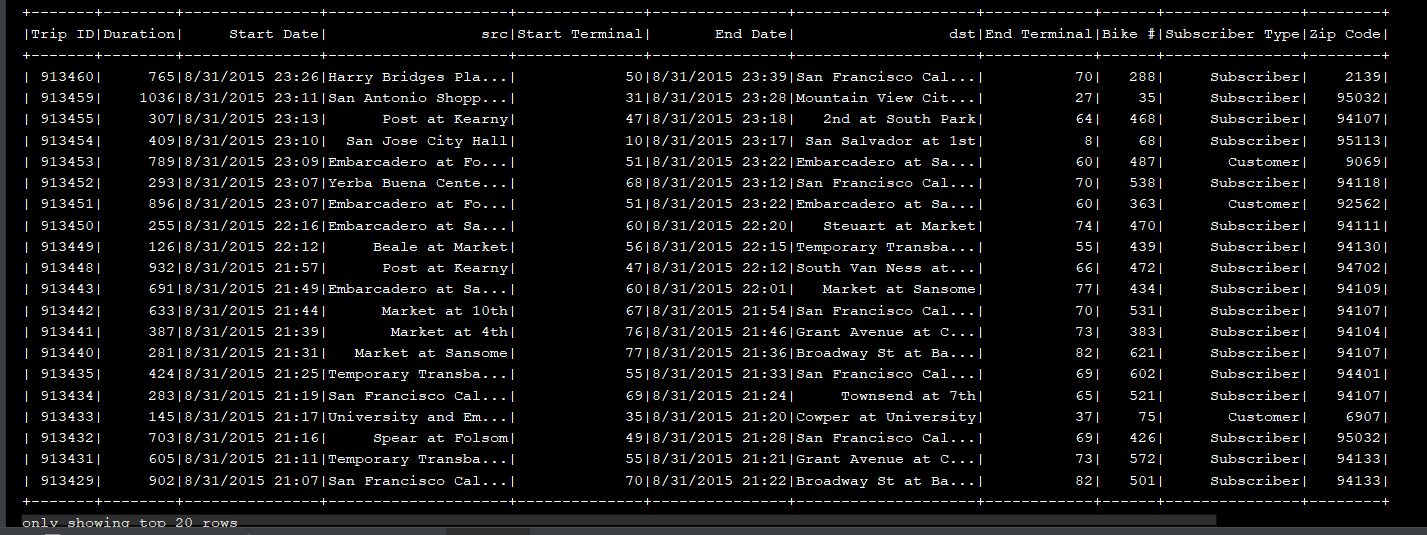 +-------+--------+---------------+--------------------+--------------+---------------+--------------------+------------+------+---------------+--------+
|Trip ID|Duration|     Start Date|                 src|Start Terminal|       End Date|                 dst|End Terminal|Bike #|Subscriber Type|Zip Code|
+-------+--------+---------------+--------------------+--------------+---------------+--------------------+------------+------+---------------+--------+
| 913460|     765|8/31/2015 23:26|Harry Bridges Pla...|            50|8/31/2015 23:39|San Francisco Cal...|          70|   288|     Subscriber|    2139|
| 913459|    1036|8/31/2015 23:11|San Antonio Shopp...|            31|8/31/2015 23:28|Mountain View Cit...|          27|    35|     Subscriber|   95032|
| 913455|     307|8/31/2015 23:13|      Post at Kearny|            47|8/31/2015 23:18|   2nd at South Park|          64|   468|     Subscriber|   94107|
| 913454|     409|8/31/2015 23:10|  San Jose City Hall|            10|8/31/2015 23:17| San Salvador at 1st|           8|    68|     Subscriber|   95113|
| 913453|     789|8/31/2015 23:09|Embarcadero at Fo...|            51|8/31/2015 23:22|Embarcadero at Sa...|          60|   487|       Customer|    9069|
| 913452|     293|8/31/2015 23:07|Yerba Buena Cente...|            68|8/31/2015 23:12|San Francisco Cal...|          70|   538|     Subscriber|   94118|
| 913451|     896|8/31/2015 23:07|Embarcadero at Fo...|            51|8/31/2015 23:22|Embarcadero at Sa...|          60|   363|       Customer|   92562|
| 913450|     255|8/31/2015 22:16|Embarcadero at Sa...|            60|8/31/2015 22:20|   Steuart at Market|          74|   470|     Subscriber|   94111|
| 913449|     126|8/31/2015 22:12|     Beale at Market|            56|8/31/2015 22:15|Temporary Transba...|          55|   439|     Subscriber|   94130|
| 913448|     932|8/31/2015 21:57|      Post at Kearny|            47|8/31/2015 22:12|South Van Ness at...|          66|   472|     Subscriber|   94702|
| 913443|     691|8/31/2015 21:49|Embarcadero at Sa...|            60|8/31/2015 22:01|   Market at Sansome|          77|   434|     Subscriber|   94109|
| 913442|     633|8/31/2015 21:44|      Market at 10th|            67|8/31/2015 21:54|San Francisco Cal...|          70|   531|     Subscriber|   94107|
| 913441|     387|8/31/2015 21:39|       Market at 4th|            76|8/31/2015 21:46|Grant Avenue at C...|          73|   383|     Subscriber|   94104|
| 913440|     281|8/31/2015 21:31|   Market at Sansome|            77|8/31/2015 21:36|Broadway St at Ba...|          82|   621|     Subscriber|   94107|
| 913435|     424|8/31/2015 21:25|Temporary Transba...|            55|8/31/2015 21:33|San Francisco Cal...|          69|   602|     Subscriber|   94401|
| 913434|     283|8/31/2015 21:19|San Francisco Cal...|            69|8/31/2015 21:24|     Townsend at 7th|          65|   521|     Subscriber|   94107|
| 913433|     145|8/31/2015 21:17|University and Em...|            35|8/31/2015 21:20|Cowper at University|          37|    75|       Customer|    6907|
| 913432|     703|8/31/2015 21:16|     Spear at Folsom|            49|8/31/2015 21:28|San Francisco Cal...|          69|   426|     Subscriber|   95032|
| 913431|     605|8/31/2015 21:11|Temporary Transba...|            55|8/31/2015 21:21|Grant Avenue at C...|          73|   572|     Subscriber|   94133|
| 913429|     902|8/31/2015 21:07|San Francisco Cal...|            70|8/31/2015 21:22|Broadway St at Ba...|          82|   501|     Subscriber|   94133|
+-------+--------+---------------+--------------------+--------------+---------------+--------------------+------------+------+---------------+--------+
only showing top 20 rows